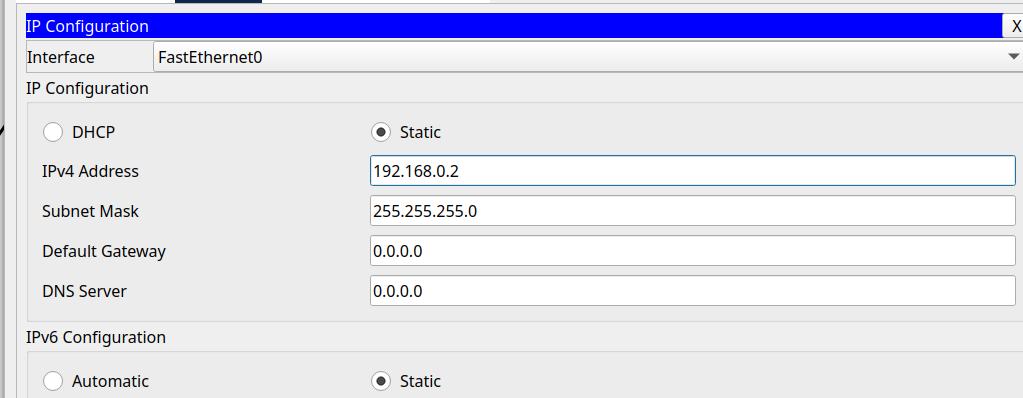 IP Configuration X
Interface FastEthernet0
IP Configuration
DHCP Static
IPv4 Address 192.168.0.2
Subnet Mask 255.255.255.0
Default Gateway 0.0.0.0
DNS Server 0.0.0.0
IPv6 Configuration
Automatic Static